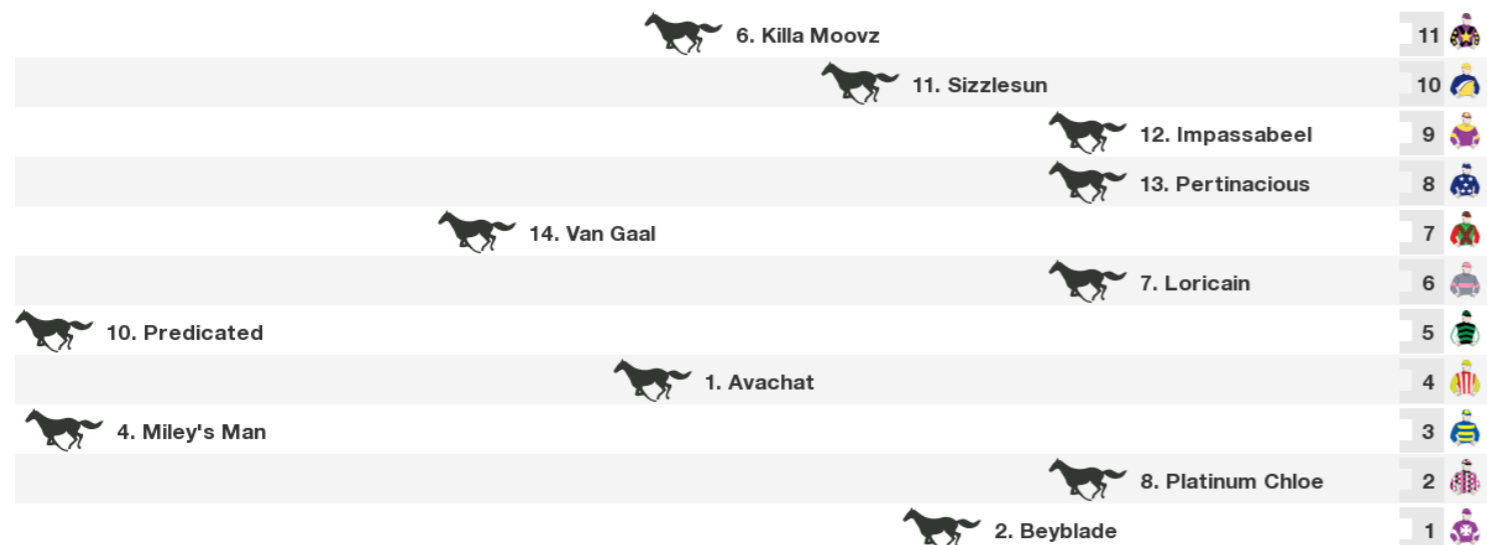 6. Killa Moovz 11
11. Sizzlesun 10
12. Impassabeel 9
13. Pertinacious 8
14. Van Gaal 7
7. Loricain 6
10. Predicated 5
1. Avachat 4
4. Miley's Man 3
8. Platinum Chloe 2
2. Beyblade 1